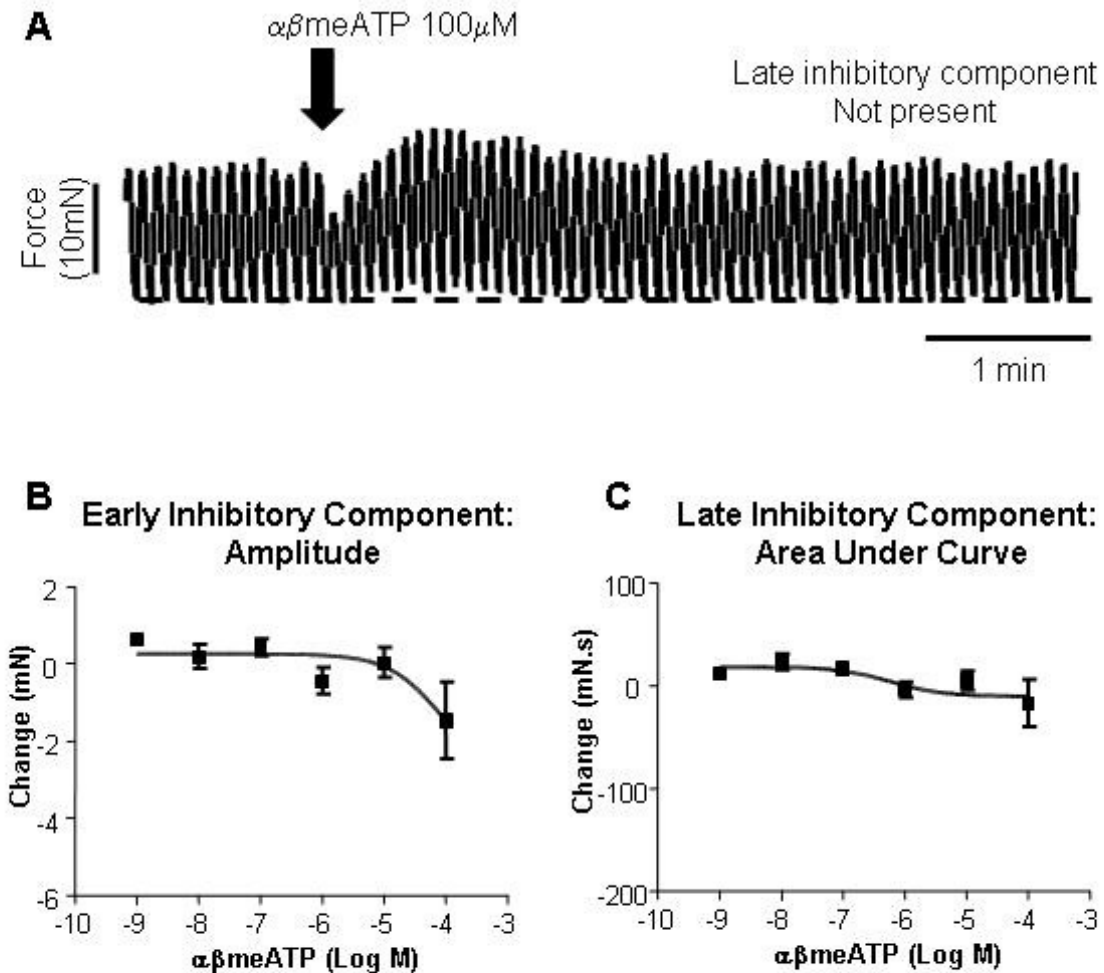 A
αβmeATP 100μM
Late inhibitory component
Not present
Force
(10mN)
1 min
B
Early Inhibitory Component:
Amplitude
Change (mN)
2
0
-2
-4
-6
-10
-9
-8
-7
-6
-5
-4
-3
αβmeATP (Log M)
C
Late Inhibitory Component:
Area Under Curve
Change (mN.s)
100
0
-100
-200
-10
-9
-8
-7
-6
-5
-4
-3
αβmeATP (Log M)